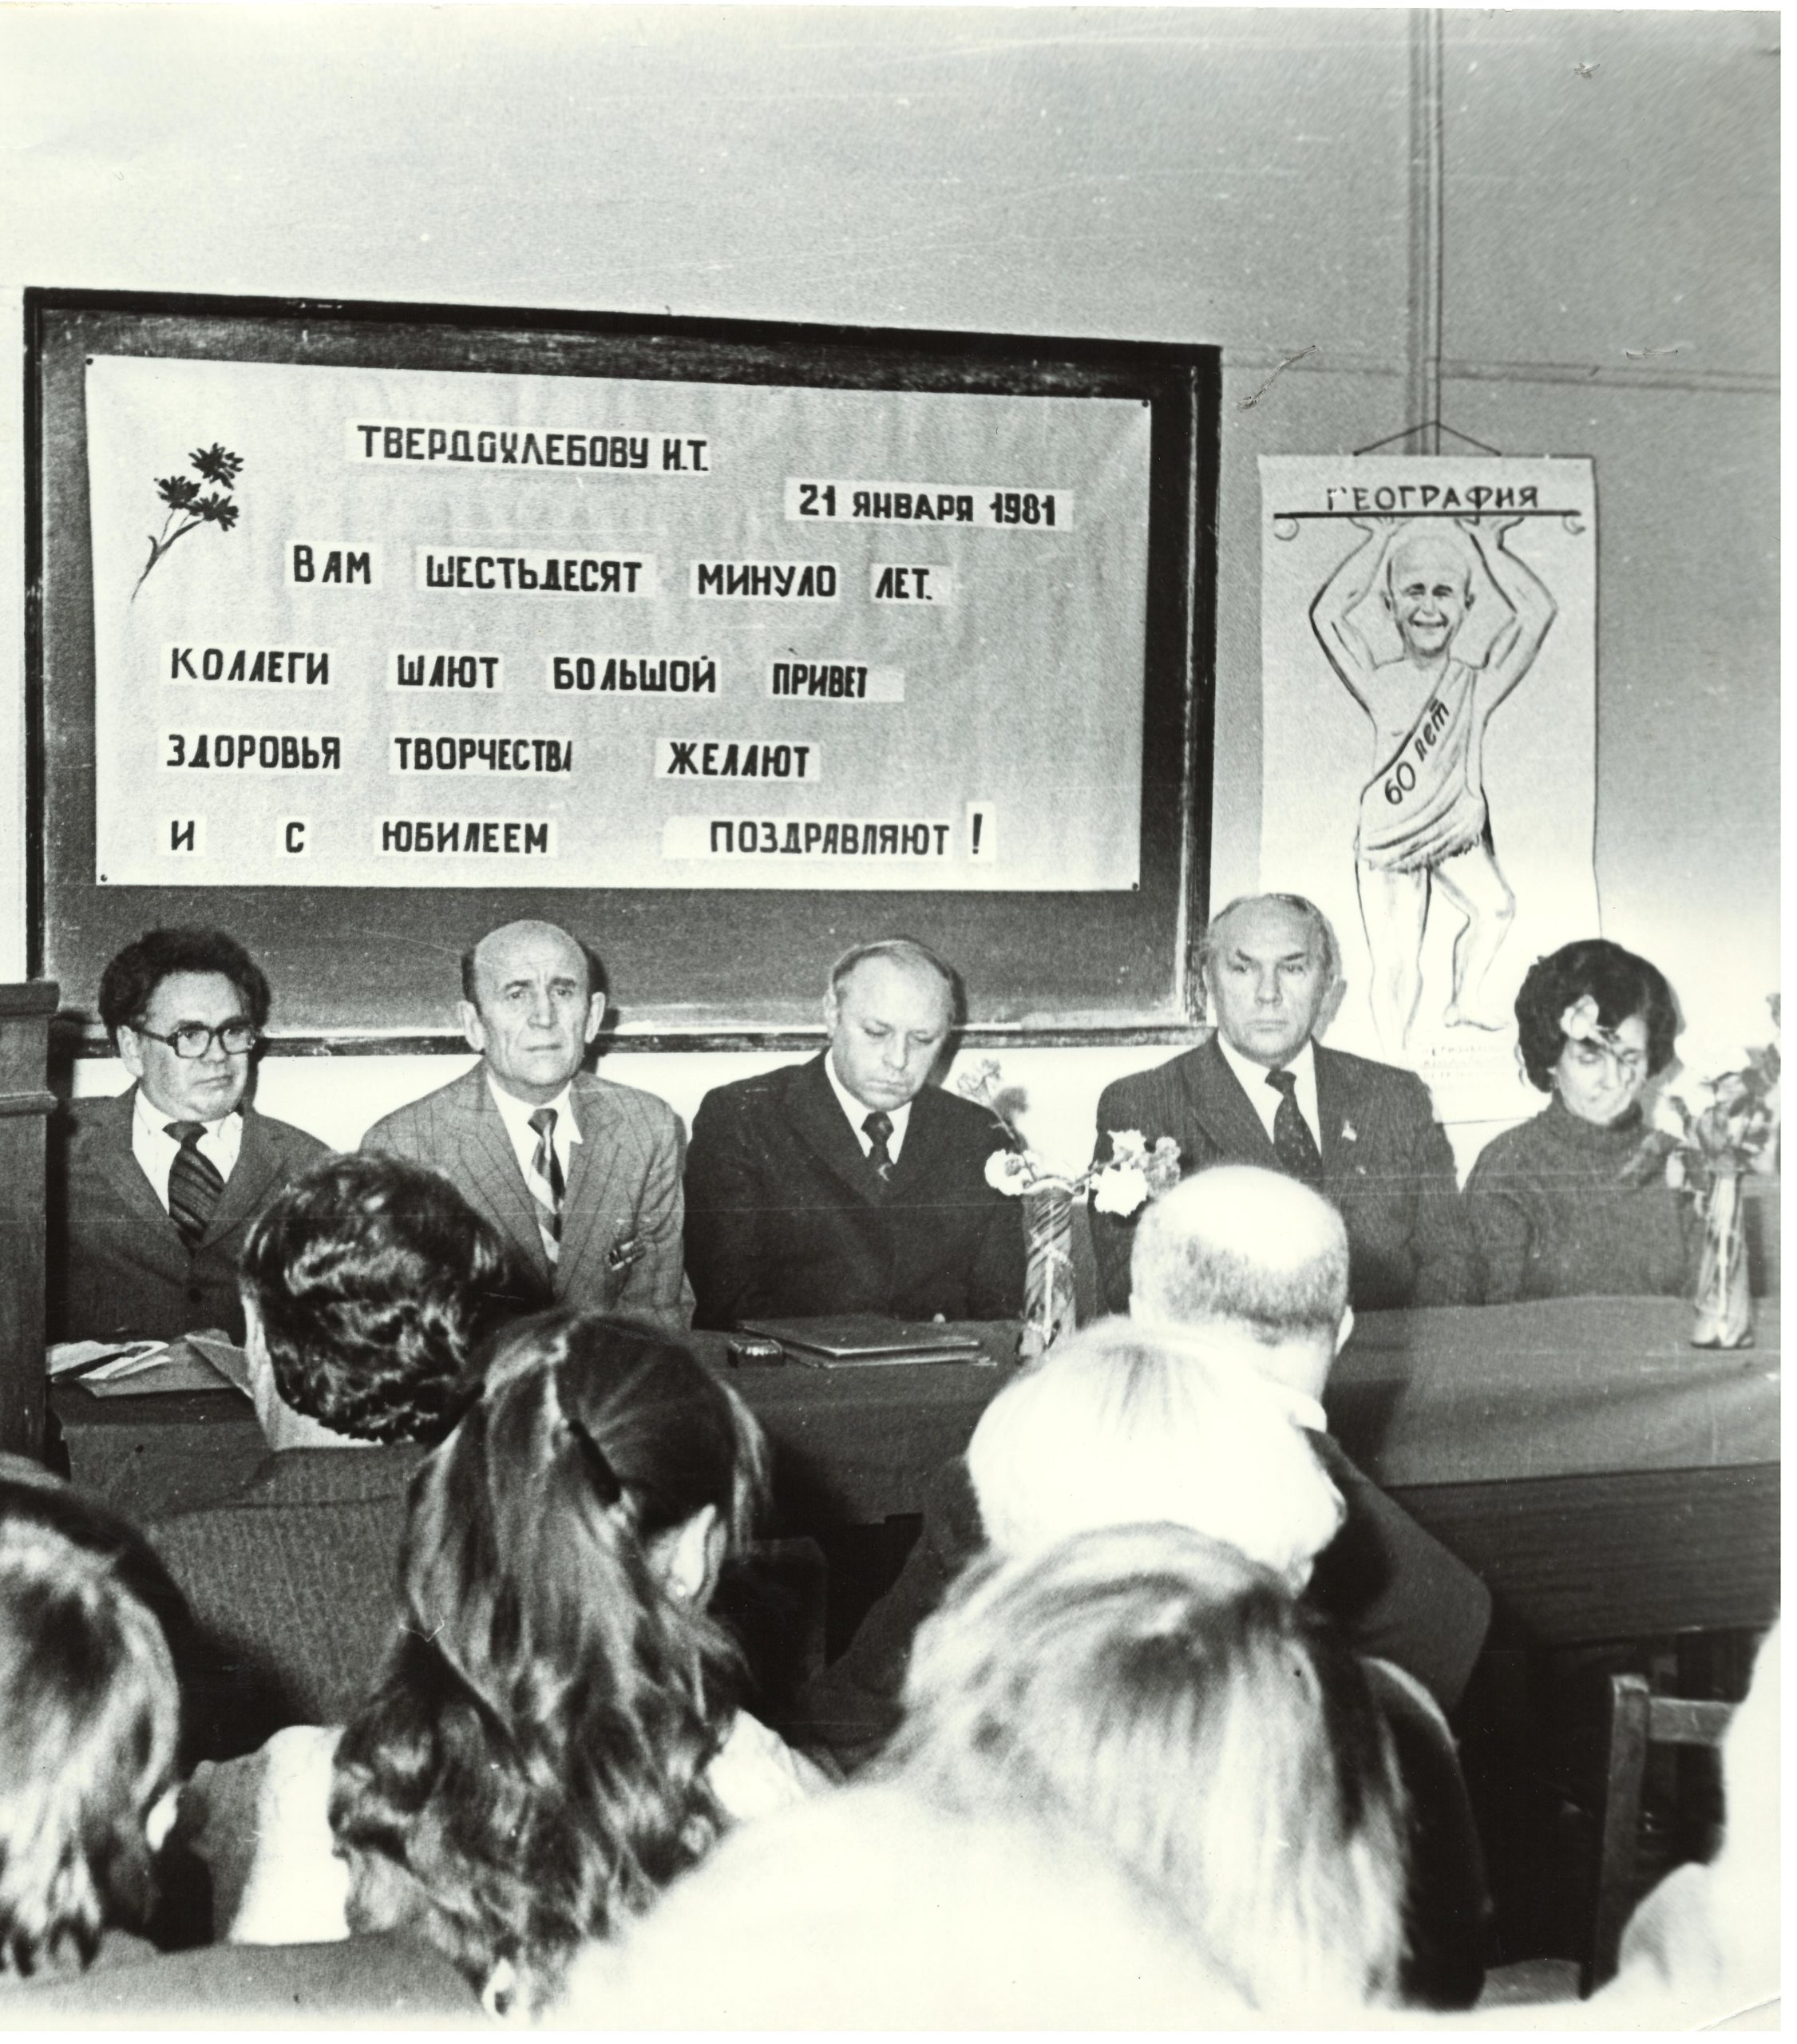 ТВЕРДОХЛЕБОВУ И.Т.
21 ЯНВАРЯ 1981
ВАМ ШЕСТЬДЕСЯТ МИНУЛО ЛЕТ.
КОЛЛЕГИ ШЛЮТ БОЛЬШОЙ ПРИВЕТ
ЗДОРОВЬЯ ТВОРЧЕСТВА ЖЕЛАЮТ
И С ЮБИЛЕЕМ ПОЗДРАВЛЯЮТ !
ГЕОГРАФИЯ
60 лет